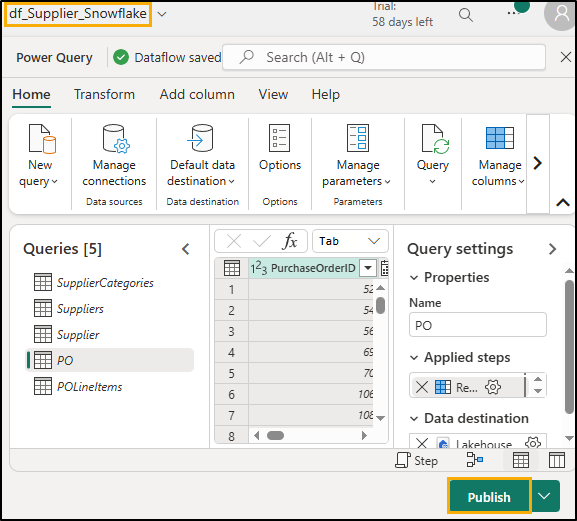 df_Supplier_Snowflake
Trial:
58 days left
Power Query
Dataflow saved
Search (Alt + Q)
Home Transform Add column View Help
New query
Manage connections
Default data destination
Options
Manage parameters
Query
Manage columns
Data sources
Data destination
Options
Parameters
Queries [5]
SupplierCategories
Suppliers
Supplier
PO
POLineItems
fx
Tab
123 PurchaseOrderID
1 52
2 54
3 56
4 69
5 70
6 106
7 108
8
Query settings
Properties
Name
PO
Applied steps
Re...
Data destination
Lakehouse
Step
Publish